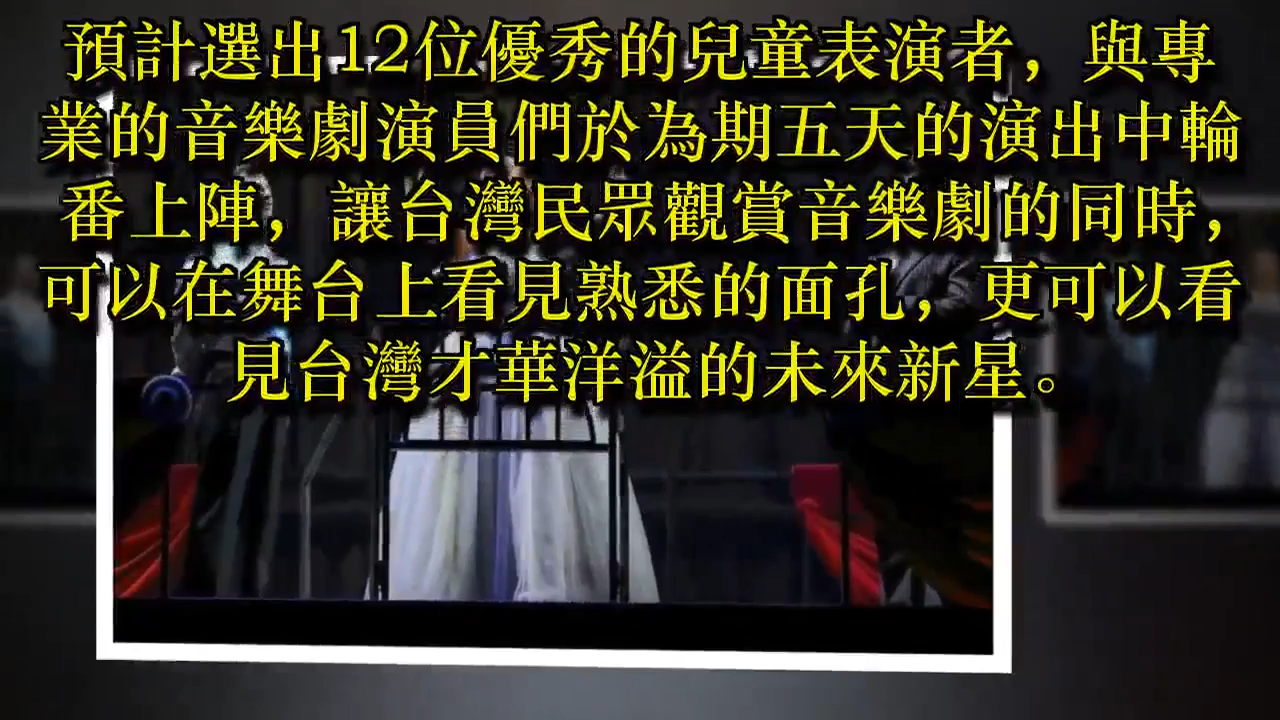 預計選出12位優秀的兒童表演者，與專
業的音樂劇演員們於為期五天的演出中輪
番上陣，讓台灣民眾觀賞音樂劇的同時，
可以在舞台上看見熟悉的面孔，更可以看
見台灣才華洋溢的未來新星。